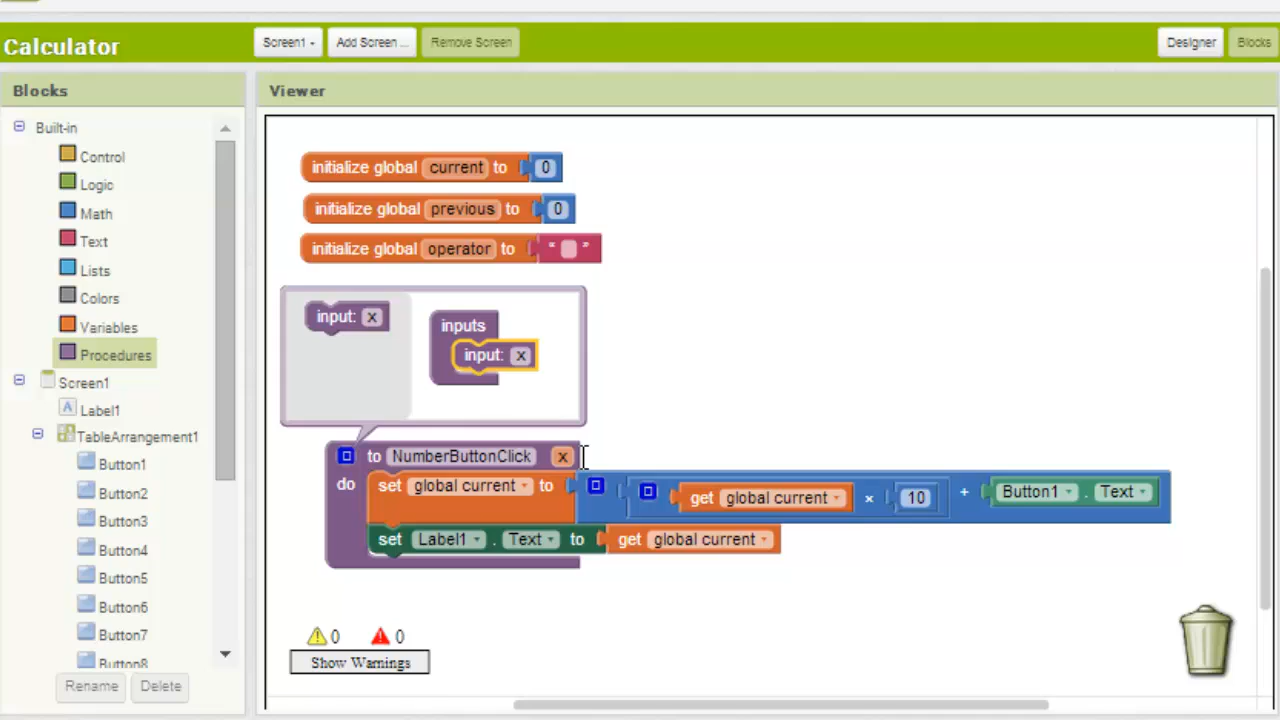 Calculator
Screen1
Add Screen ...
Remove Screen
Designer
Blocks
Blocks
Viewer
Built-in
Control
Logic
Math
Text
Lists
Colors
Variables
Procedures
Screen1
Label1
TableArrangement1
Button1
Button2
Button3
Button4
Button5
Button6
Button7
Button8
Rename
Delete
initialize global current to 0
initialize global previous to 0
initialize global operator to “ ”
input: x
inputs
input: x
to NumberButtonClick x
do
set global current to get global current × 10 + Button1 . Text
set Label1 . Text to get global current
0 0
Show Warnings